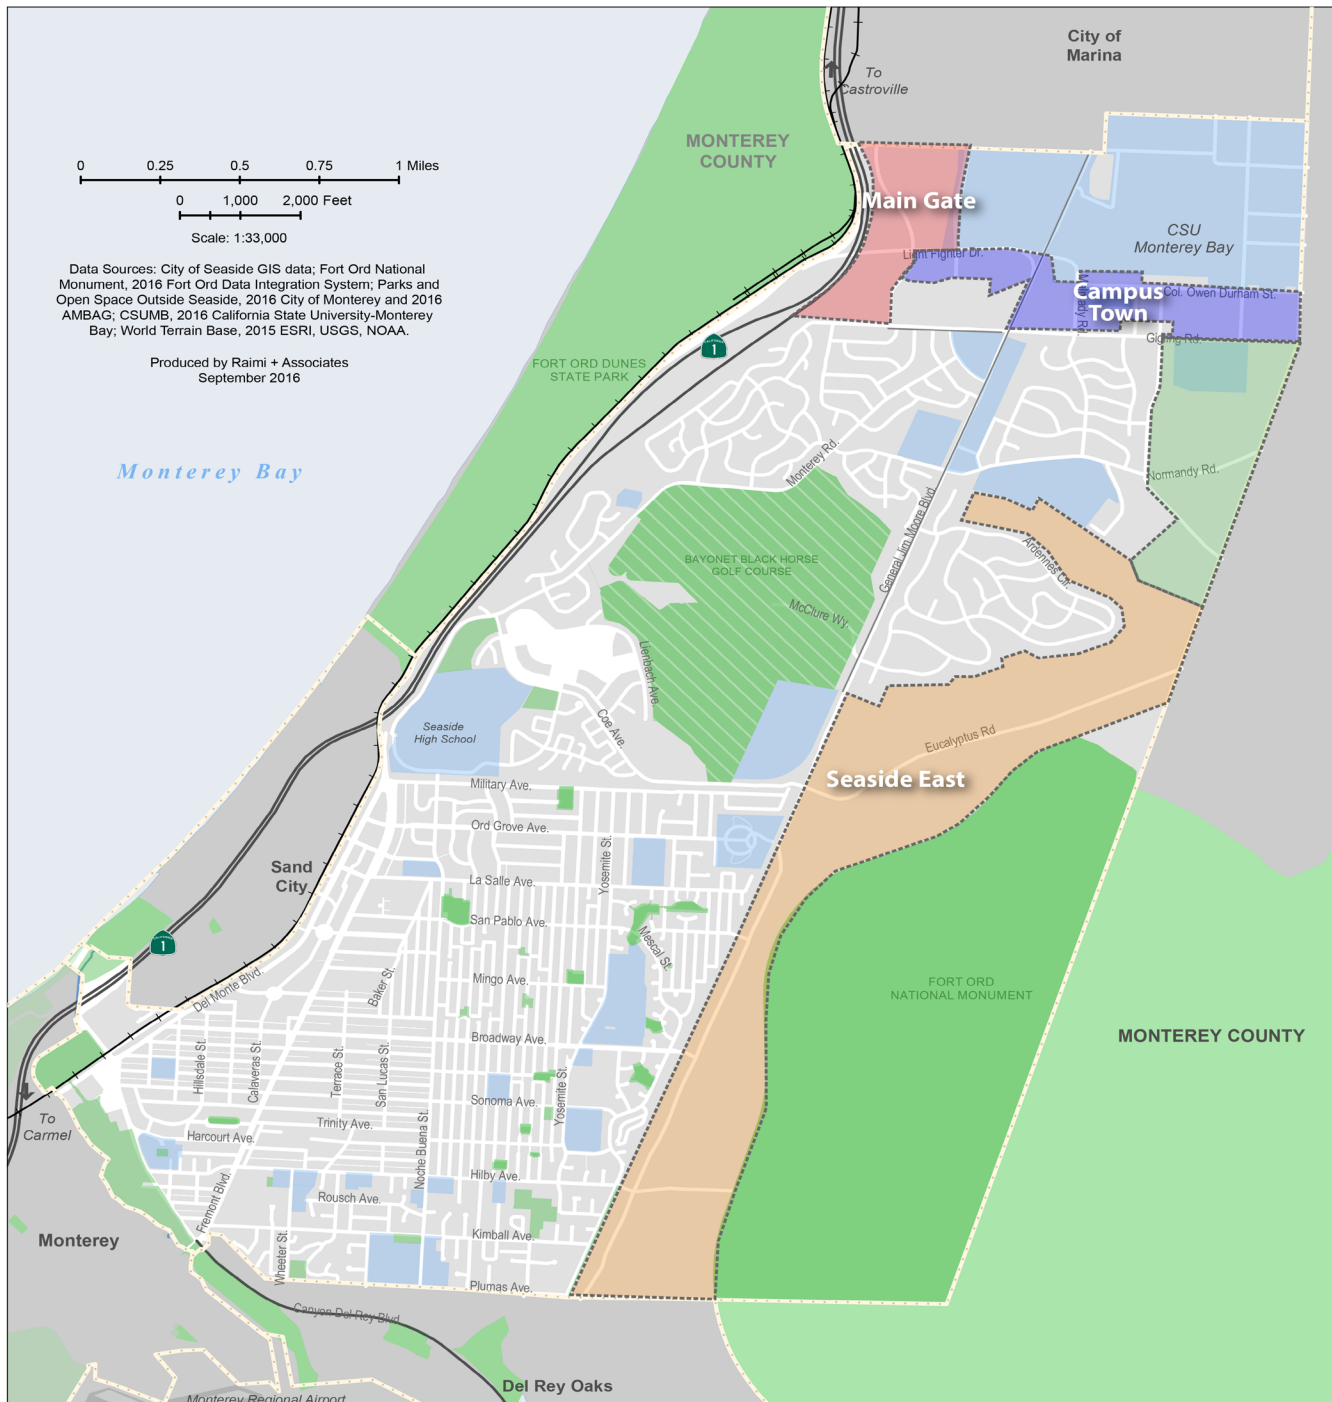 City of
Marina
To
Castroville
MONTEREY
COUNTY
0 0.25 0.5 0.75 1 Miles
0 1,000 2,000 Feet
Scale: 1:33,000
Data Sources: City of Seaside GIS data; Fort Ord National
Monument, 2016 Fort Ord Data Integration System; Parks and
Open Space Outside Seaside, 2016 City of Monterey and 2016
AMBAG; CSUMB, 2016 California State University-Monterey
Bay; World Terrain Base, 2015 ESRI, USGS, NOAA.
Produced by Raimi + Associates
September 2016
Main Gate
CSU
Monterey Bay
Light Fighter Dr.
Campus
Town
Col. Owen Durham St.
Gigling Rd.
CALIFORNIA
1
FORT ORD DUNES
STATE PARK
Monterey Bay
Monterey Rd.
Normandy Rd.
General Jim Moore Blvd.
Ardennes Cir.
BAYONET BLACK HORSE
GOLF COURSE
McClure Wy.
Lienbach Ave.
Coe Ave.
Seaside
High School
Eucalyptus Rd
Seaside East
Military Ave.
Ord Grove Ave.
Yosemite St.
Sand
City
La Salle Ave.
San Pablo Ave.
Mescal St.
CALIFORNIA
1
Del Monte Blvd.
Baker St.
Mingo Ave.
FORT ORD
NATIONAL MONUMENT
MONTEREY COUNTY
Broadway Ave.
Hillsdale St.
Calaveras St.
Terrace St.
San Lucas St.
Yosemite St.
Sonoma Ave.
To
Carmel
Trinity Ave.
Harcourt Ave.
Noche Buena St.
Hilby Ave.
Fremont Blvd.
Rousch Ave.
Monterey
Wheeler St.
Kimball Ave.
Plumas Ave.
Canyon Del Rey Blvd
Del Rey Oaks
Monterey Regional Airport